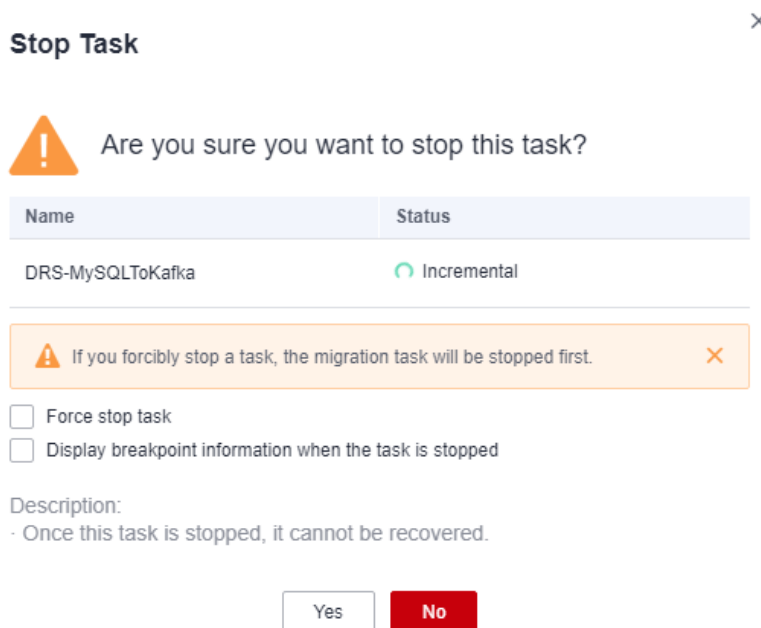 Stop Task
Are you sure you want to stop this task?
Name Status
DRS-MySQLToKafka Incremental
If you forcibly stop a task, the migration task will be stopped first.
Force stop task
Display breakpoint information when the task is stopped
Description:
· Once this task is stopped, it cannot be recovered.
Yes No